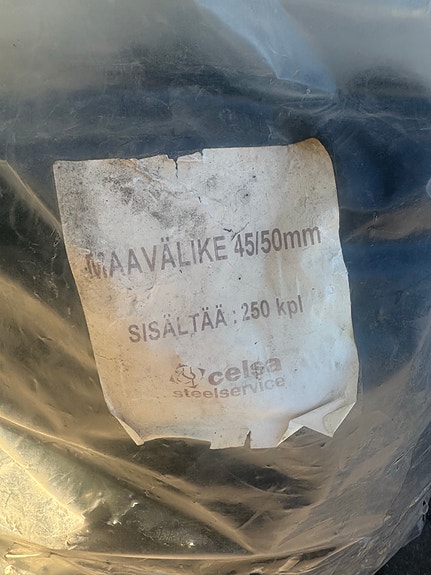 MAAVÄLIKE 45/50mm
SISÄLTÄÄ : 250 kpl
celsa
steelservice